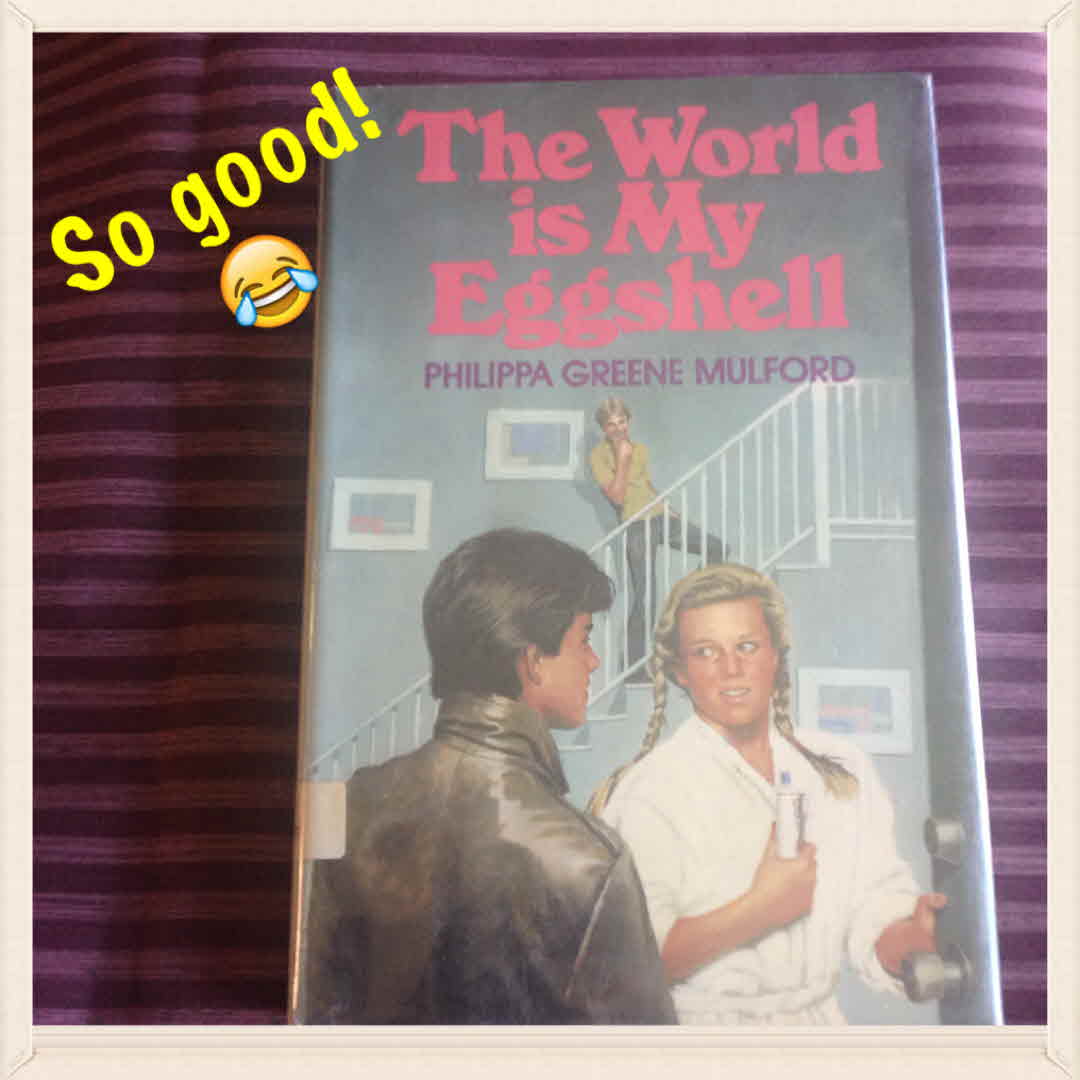 So good!
The World
is My
Eggshell
PHILIPPA GREENE MULFORD